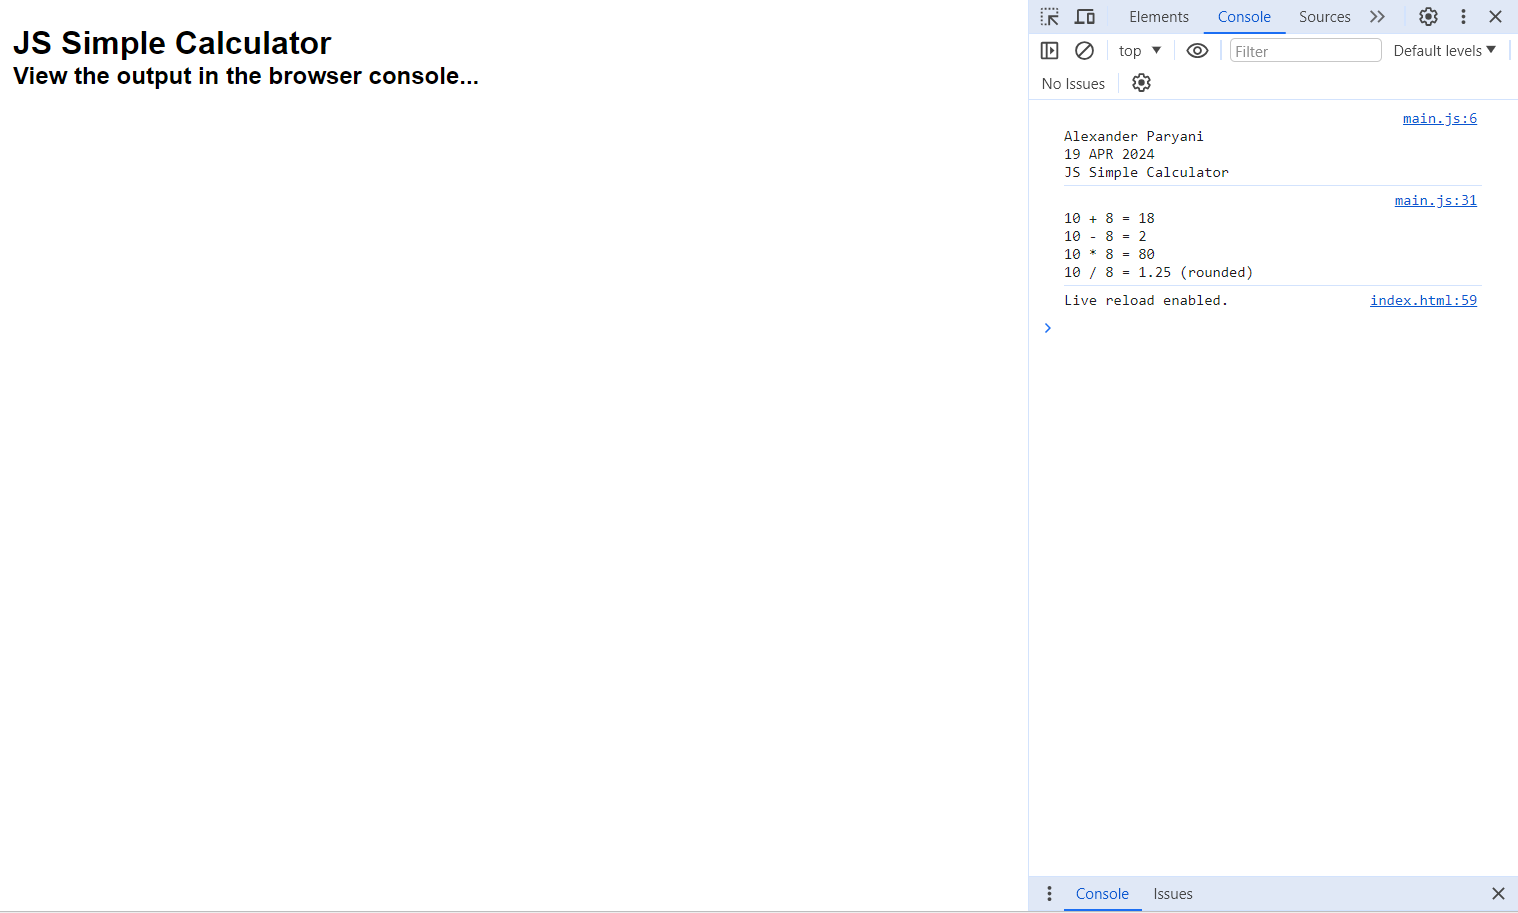 JS Simple Calculator
View the output in the browser console...
Elements Console Sources
top Filter Default levels
No Issues
main.js:6
Alexander Paryani
19 APR 2024
JS Simple Calculator
main.js:31
10 + 8 = 18
10 - 8 = 2
10 * 8 = 80
10 / 8 = 1.25 (rounded)
Live reload enabled. index.html:59
Console Issues